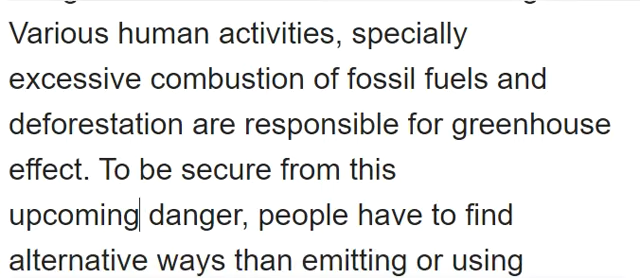 Various human activities, specially
excessive combustion of fossil fuels and
deforestation are responsible for greenhouse
effect. To be secure from this
upcoming danger, people have to find
alternative ways than emitting or using